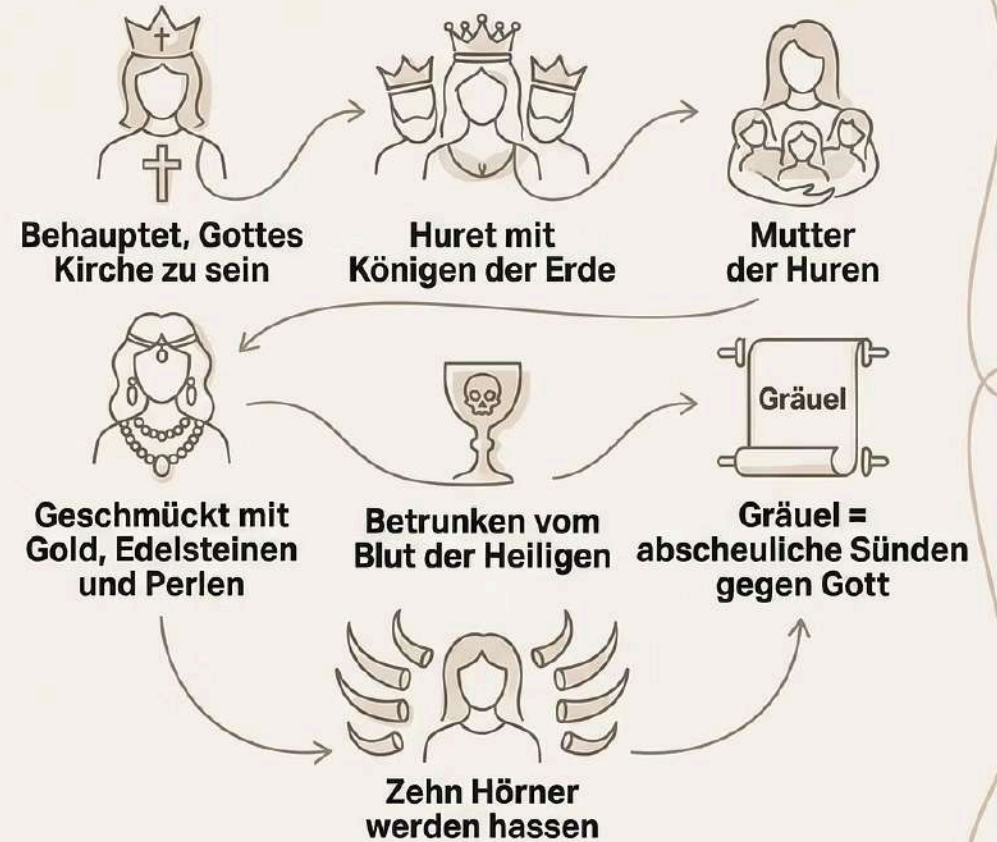 Behauptet, Gottes
Kirche zu sein
Huret mit
Königen der Erde
Mutter
der Huren
Geschmückt mit
Gold, Edelsteinen
und Perlen
Betrunken vom
Blut der Heiligen
Gräuel
Gräuel =
abscheuliche Sünden
gegen Gott
Zehn Hörner
werden hassen